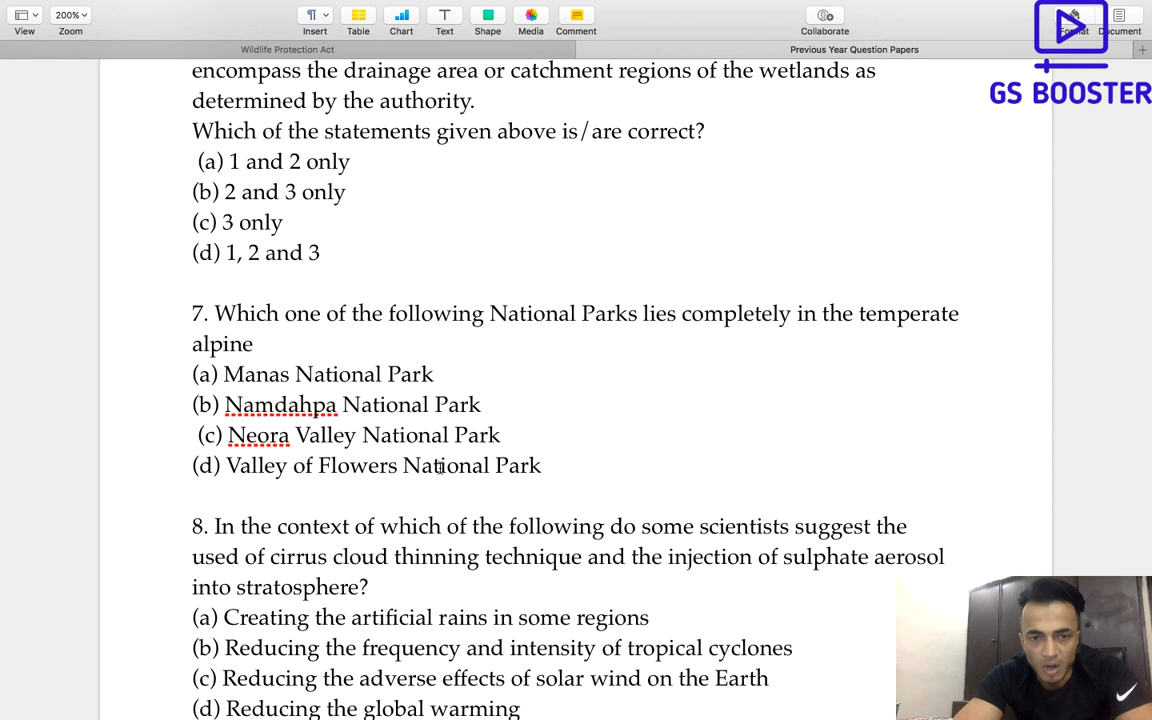 200%
View
Zoom
Insert
Table
Chart
Text
Shape
Media
Comment
Collaborate
Format
Document
Wildlife Protection Act
Previous Year Question Papers
GS BOOSTER
encompass the drainage area or catchment regions of the wetlands as
determined by the authority.
Which of the statements given above is/are correct?
(a) 1 and 2 only
(b) 2 and 3 only
(c) 3 only
(d) 1, 2 and 3
7. Which one of the following National Parks lies completely in the temperate
alpine
(a) Manas National Park
(b) Namdahpa National Park
(c) Neora Valley National Park
(d) Valley of Flowers National Park
8. In the context of which of the following do some scientists suggest the
used of cirrus cloud thinning technique and the injection of sulphate aerosol
into stratosphere?
(a) Creating the artificial rains in some regions
(b) Reducing the frequency and intensity of tropical cyclones
(c) Reducing the adverse effects of solar wind on the Earth
(d) Reducing the global warming